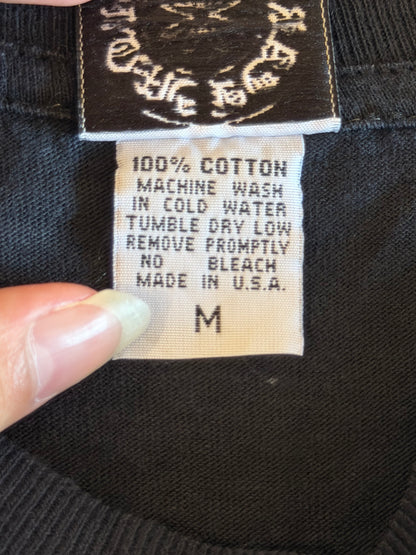 100% COTTON
MACHINE WASH
IN COLD WATER
TUMBLE DRY LOW
REMOVE PROMPTLY
NO BLEACH
MADE IN U.S.A.
M